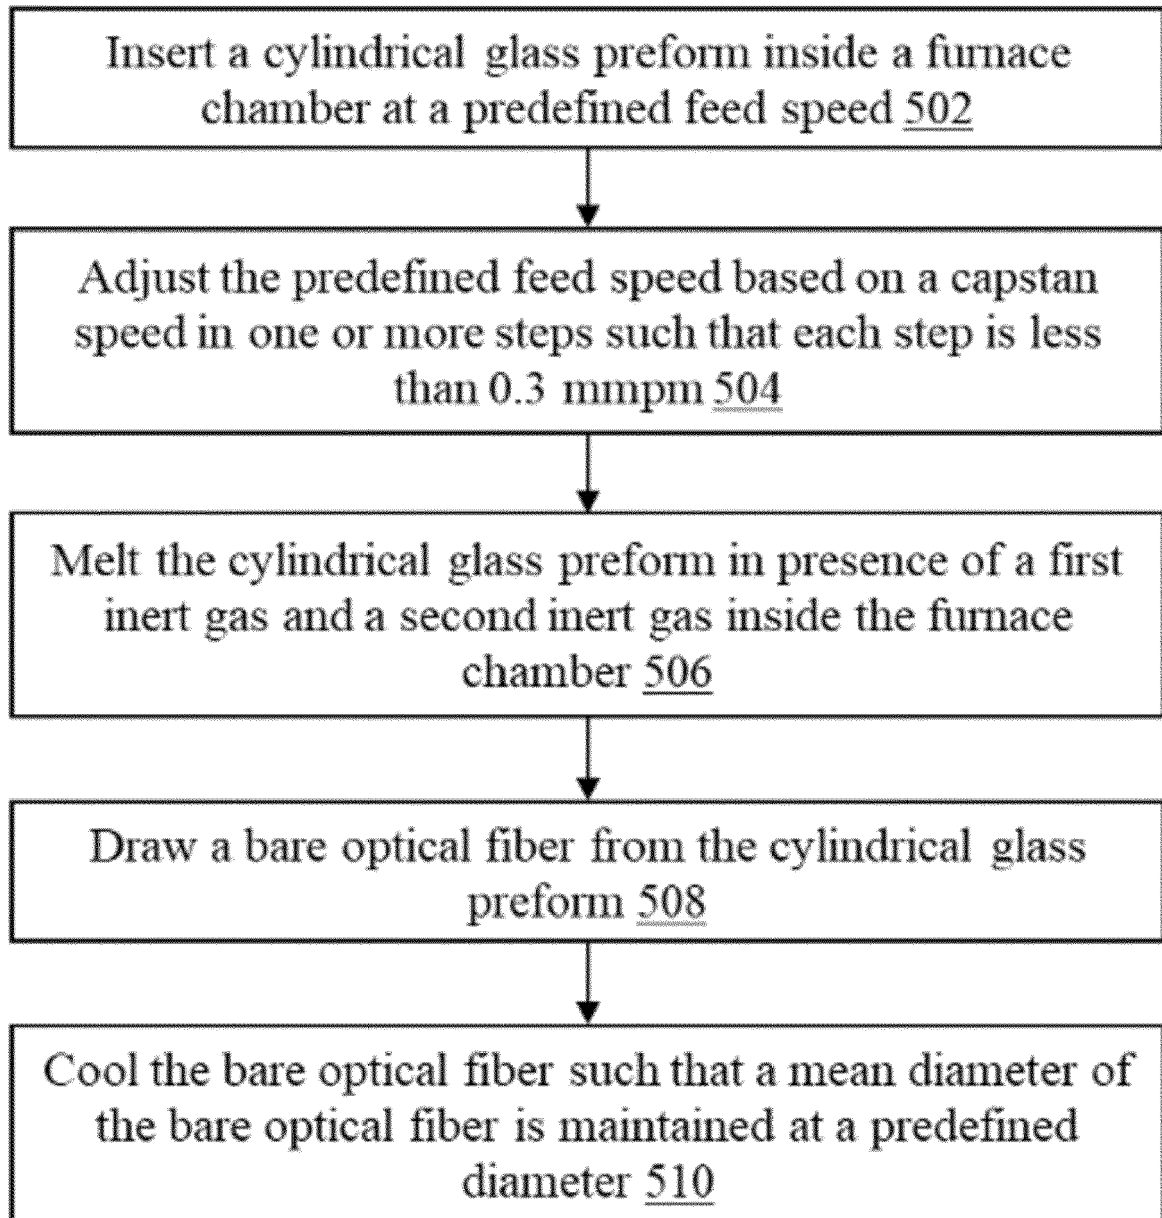 Insert a cylindrical glass preform inside a furnace
chamber at a predefined feed speed 502
Adjust the predefined feed speed based on a capstan
speed in one or more steps such that each step is less
than 0.3 mmpm 504
Melt the cylindrical glass preform in presence of a first
inert gas and a second inert gas inside the furnace
chamber 506
Draw a bare optical fiber from the cylindrical glass
preform 508
Cool the bare optical fiber such that a mean diameter of
the bare optical fiber is maintained at a predefined
diameter 510